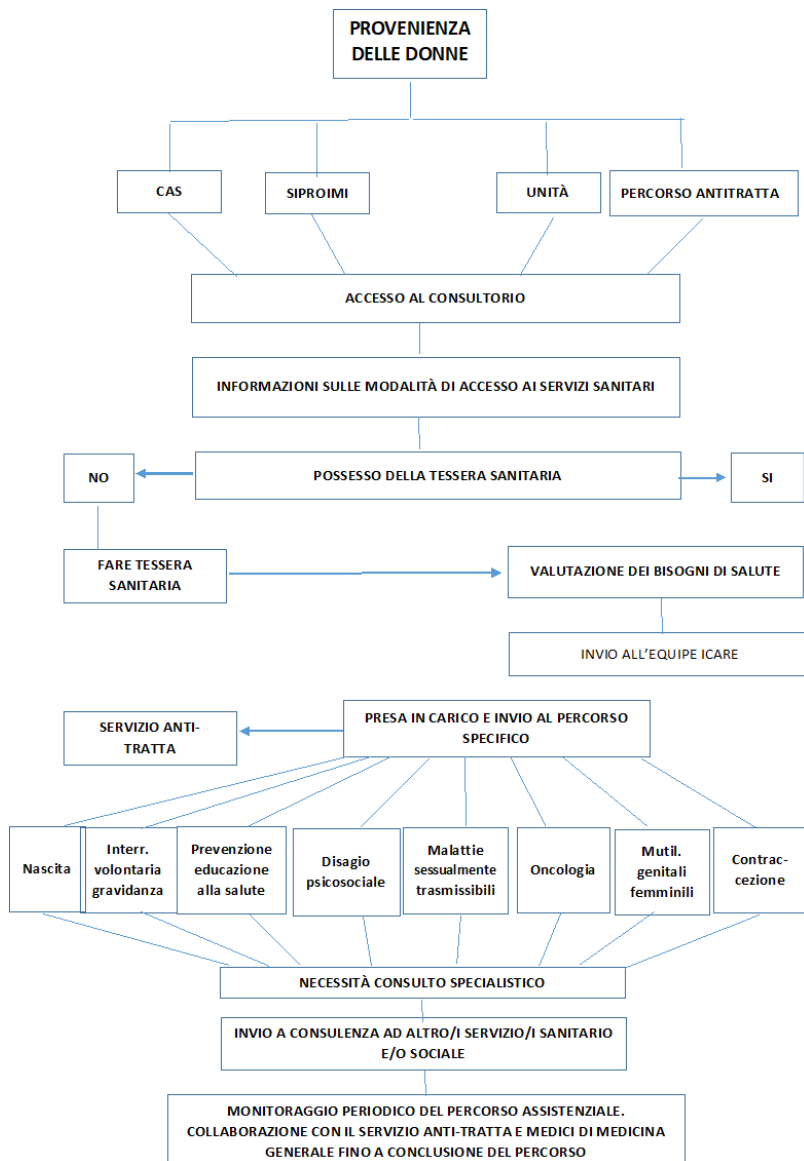 PROVENIENZA
DELLE DONNE
CAS
SIPROIMI
UNITÀ
PERCORSO ANTITRATTA
ACCESSO AL CONSULTORIO
INFORMAZIONI SULLE MODALITÀ DI ACCESSO AI SERVIZI SANITARI
NO
POSSESSO DELLA TESSERA SANITARIA
SI
FARE TESSERA
SANITARIA
VALUTAZIONE DEI BISOGNI DI SALUTE
INVIO ALL'EQUIPE ICARE
SERVIZIO ANTI-
TRATTA
PRESA IN CARICO E INVIO AL PERCORSO
SPECIFICO
Nascita
Interr.
volontaria
gravidanza
Prevenzione
educazione
alla salute
Disagio
psicosociale
Malattie
sessualmente
trasmissibili
Oncologia
Mutil.
genitali
femminili
Contrac-
cezione
NECESSITÀ CONSULTO SPECIALISTICO
INVIO A CONSULENZA AD ALTRO/I SERVIZIO/I SANITARIO
E/O SOCIALE
MONITORAGGIO PERIODICO DEL PERCORSO ASSISTENZIALE.
COLLABORAZIONE CON IL SERVIZIO ANTI-TRATTA E MEDICI DI MEDICINA
GENERALE FINO A CONCLUSIONE DEL PERCORSO